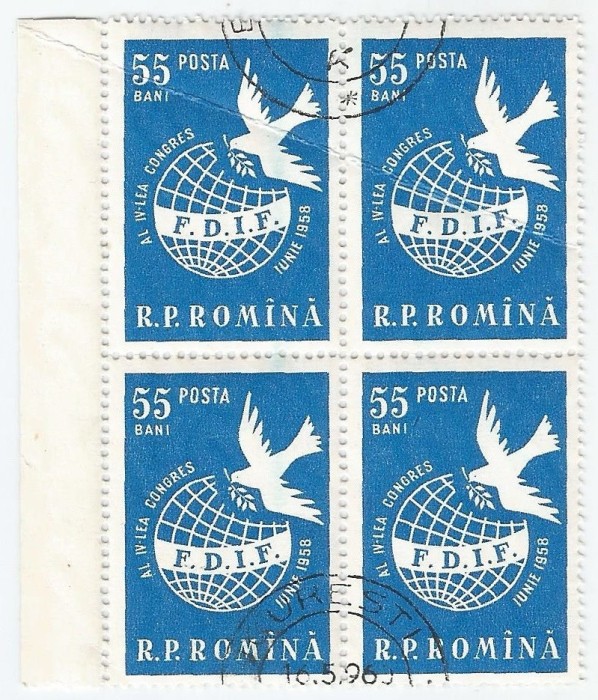 55 POSTA
BANI
AL IV-LEA CONGRES
F.D.I.F.
IUNIE 1958
R.P.ROMÎNĂ
55 POSTA
BANI
AL IV-LEA CONGRES
F.D.I.F.
IUNIE 1958
R.P.ROMÎNĂ
55 POSTA
BANI
AL IV-LEA CONGRES
F.D.I.F.
IUNIE 1958
R.P.ROMÎNĂ
55 POSTA
BANI
AL IV-LEA CONGRES
F.D.I.F.
IUNIE 1958
R.P.ROMÎNĂ
K
*